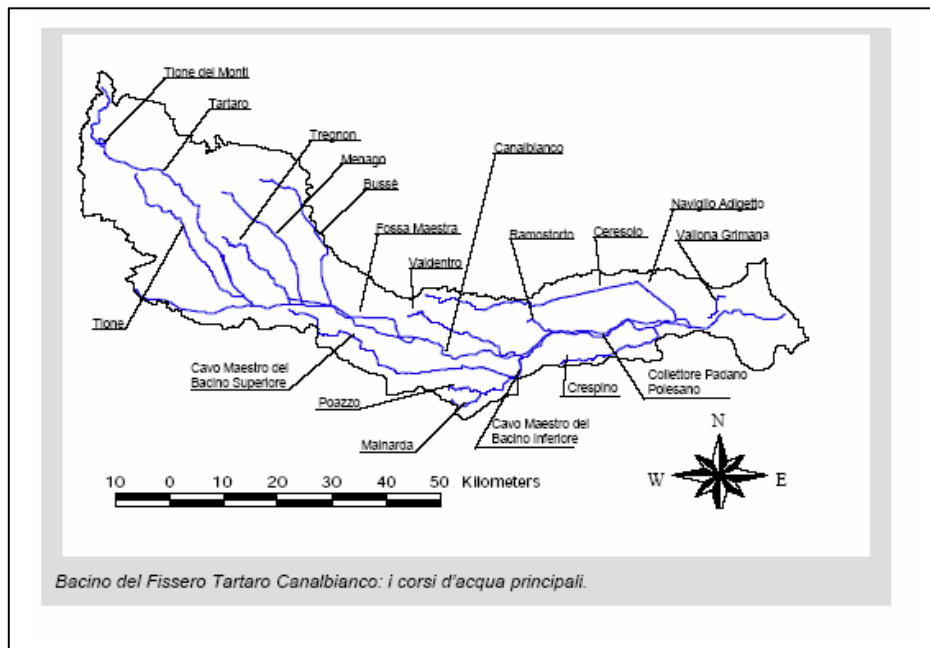 Tione dei Monti
Tartaro
Tregnon
Menago
Bussè
Canalbianco
Fossa Maestra
Valdentro
Ramostorto
Ceresolo
Naviglio Adigetto
Vallona Grimana
Tione
Cavo Maestro del
Bacino Superiore
Poazzo
Mainarda
Cavo Maestro del
Bacino Inferiore
Crespino
Collettore Padano
Polesano
N
W
E
S
10 0 10 20 30 40 50 Kilometers
Bacino del Fissero Tartaro Canalbianco: i corsi d'acqua principali.